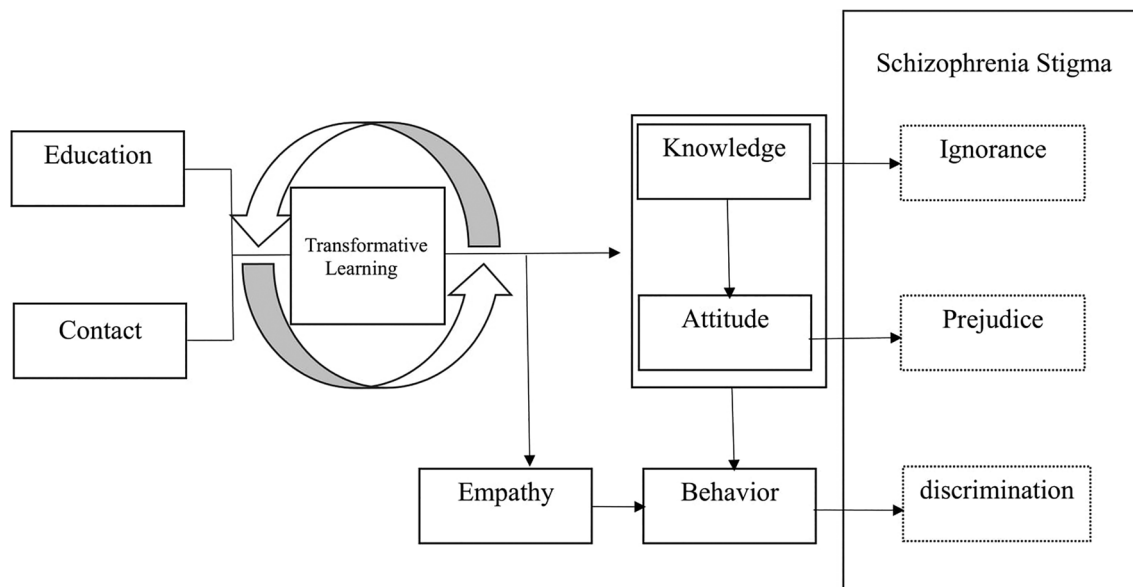 Schizophrenia Stigma
Education
Knowledge
Ignorance
Transformative
Learning
Contact
Attitude
Prejudice
Empathy
Behavior
discrimination